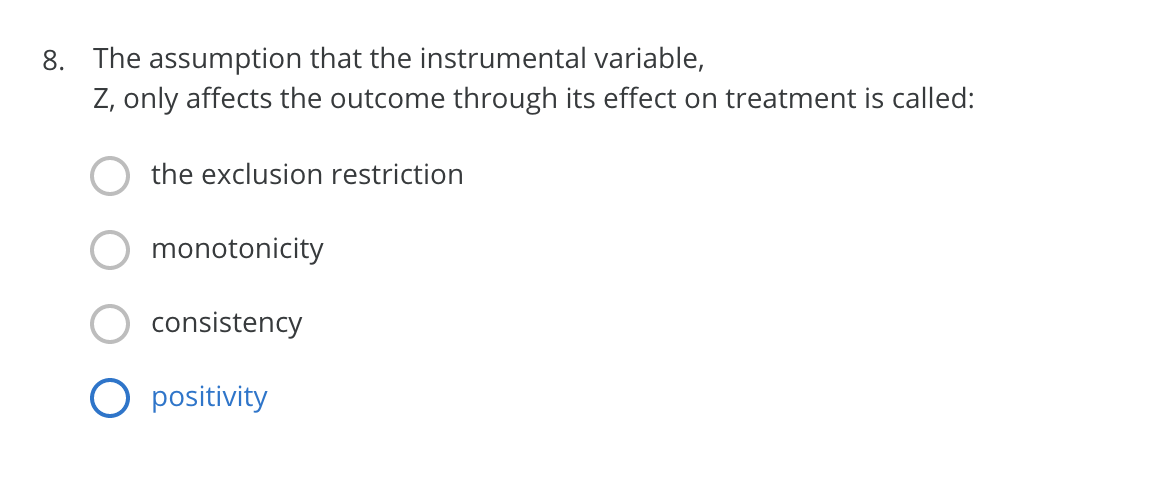 8. The assumption that the instrumental variable,
Z, only affects the outcome through its effect on treatment is called:
the exclusion restriction
monotonicity
consistency
positivity